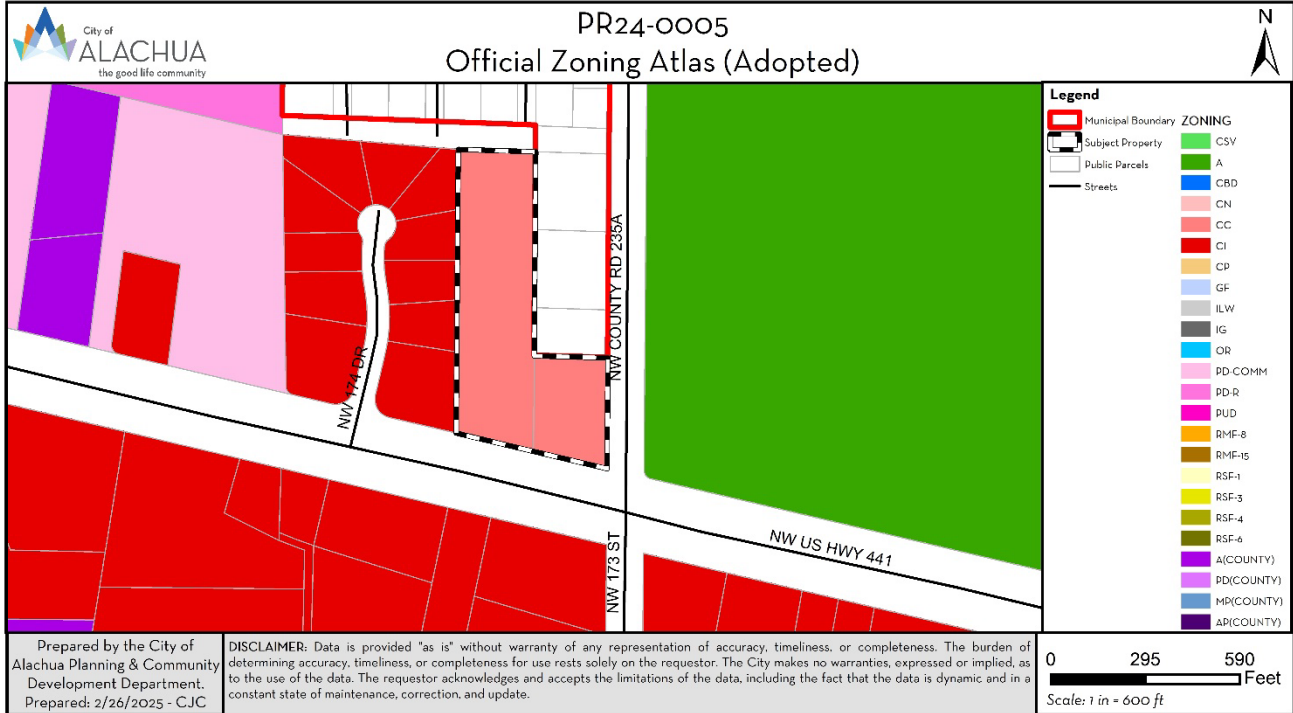 City of
ALACHUA
the good life community
PR24-0005
Official Zoning Atlas (Adopted)
N
NW 174 DR
NW COUNTY RD 235A
NW 173 ST
NW US HWY 441
Legend
Municipal Boundary
Subject Property
Public Parcels
Streets
ZONING
CSV
A
CBD
CN
CC
CI
CP
GF
ILW
IG
OR
PD-COMM
PD-R
PUD
RMF-8
RMF-15
RSF-1
RSF-3
RSF-4
RSF-6
A(COUNTY)
PD(COUNTY)
MP(COUNTY)
AP(COUNTY)
Prepared by the City of
Alachua Planning & Community
Development Department.
Prepared: 2/26/2025 - CJC
DISCLAIMER: Data is provided "as is" without warranty of any representation of accuracy, timeliness, or completeness. The burden of
determining accuracy, timeliness, or completeness for use rests solely on the requestor. The City makes no warranties, expressed or implied, as
to the use of the data. The requestor acknowledges and accepts the limitations of the data, including the fact that the data is dynamic and in a
constant state of maintenance, correction, and update.
0 295 590
Feet
Scale: 1 in = 600 ft